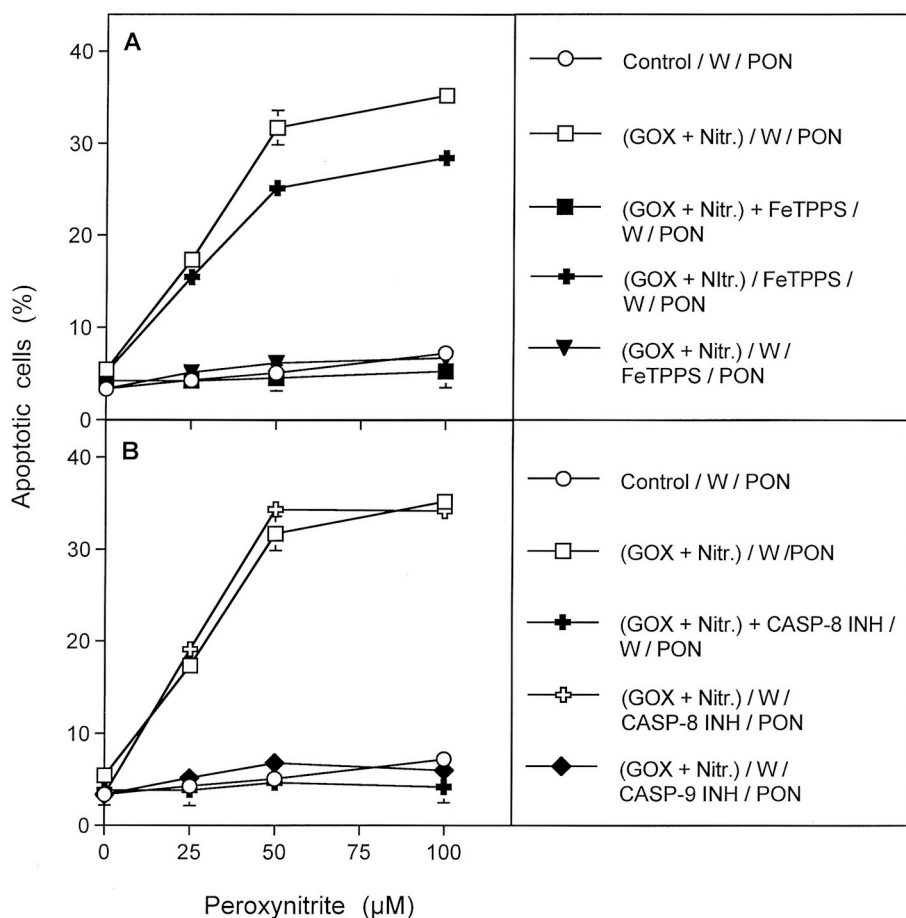 Apoptotic cells (%)
A
40
30
20
10
0
Control / W / PON
(GOX + Nitr.) / W / PON
(GOX + Nitr.) + FeTPPS /
W / PON
(GOX + NItr.) / FeTPPS /
W / PON
(GOX + Nitr.) / W /
FeTPPS / PON
B
40
30
20
10
0
0 25 50 75 100
Peroxynitrite (µM)
Control / W / PON
(GOX + Nitr.) / W /PON
(GOX + Nitr.) + CASP-8 INH /
W / PON
(GOX + Nitr.) / W /
CASP-8 INH / PON
(GOX + Nitr.) / W /
CASP-9 INH / PON